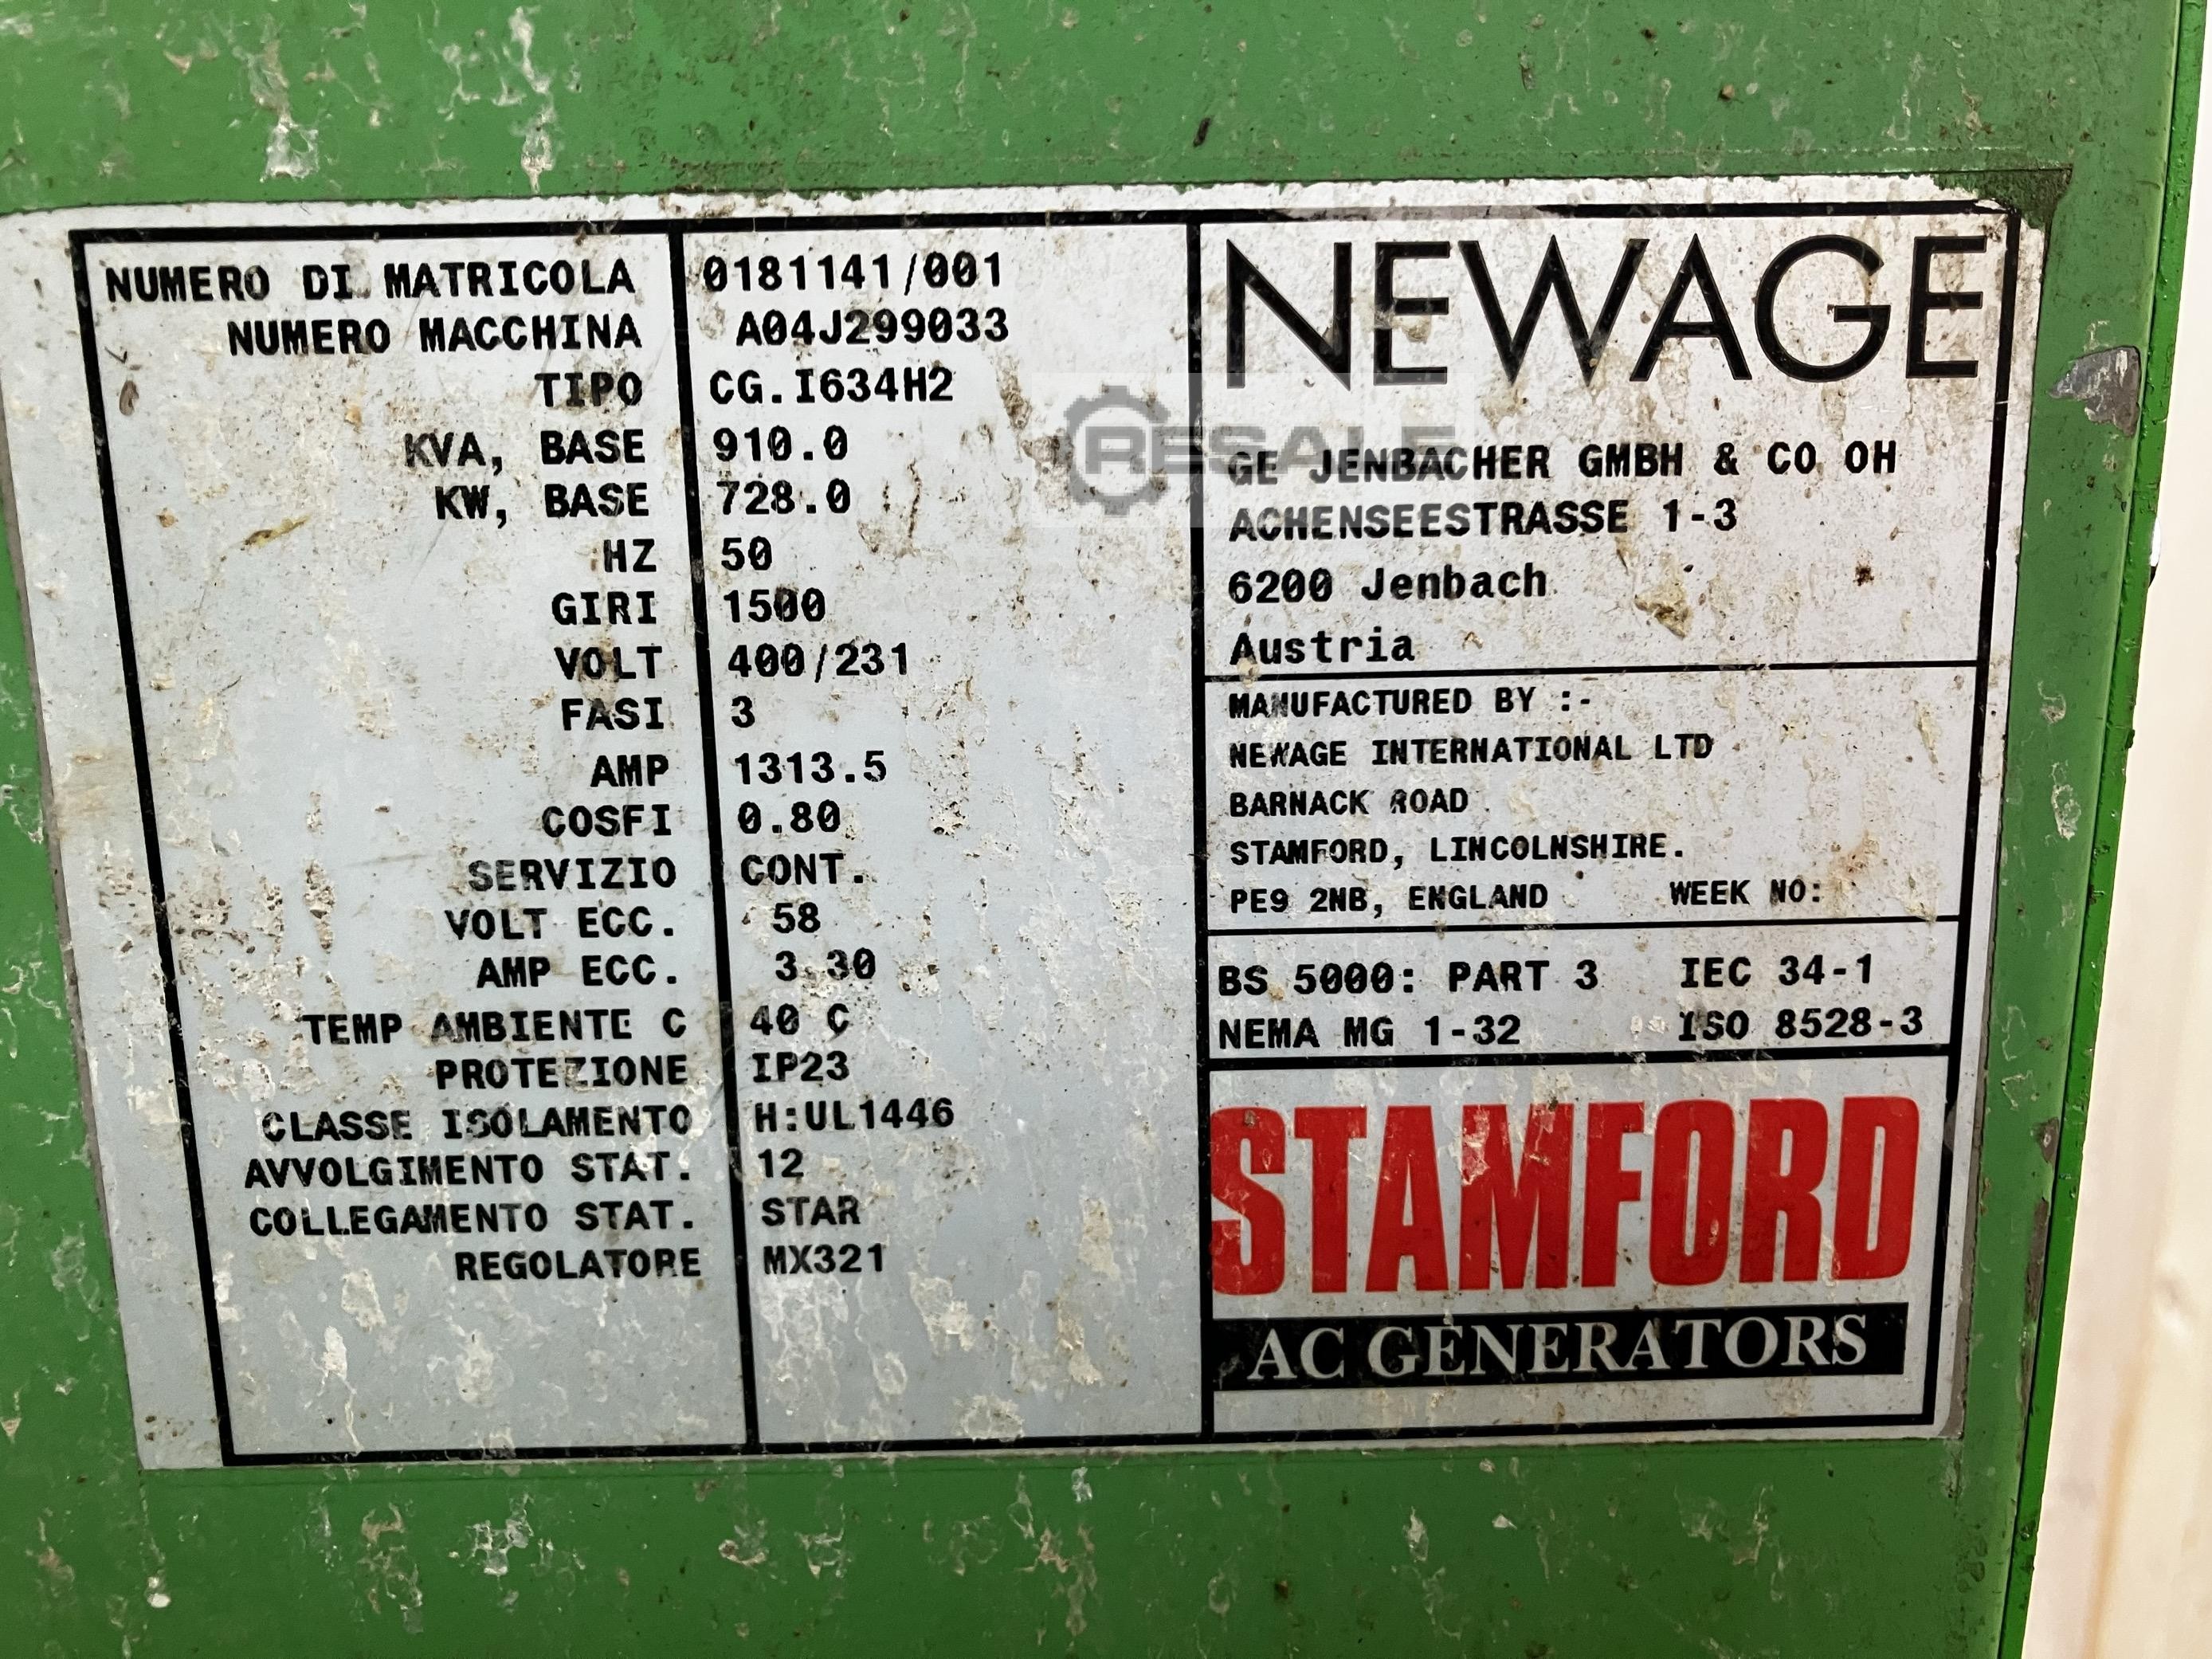 NUMERO DI MATRICOLA 0181141/001
NUMERO MACCHINA A04J299033
TIPO CG.I634H2
KVA, BASE 910.0
KW, BASE 728.0
HZ 50
GIRI 1500
VOLT 400/231
FASI 3
AMP 1313.5
COSFI 0.80
SERVIZIO CONT.
VOLT ECC. 58
AMP ECC. 3.30
TEMP AMBIENTE C 40 C
PROTEZIONE IP23
CLASSE ISOLAMENTO H:UL1446
AVVOLGIMENTO STAT. 12
COLLEGAMENTO STAT. STAR
REGOLATORE MX321
NEWAGE
RESALE
GE JENBACHER GMBH & CO OH
ACHENSEESTRASSE 1-3
6200 Jenbach
Austria
MANUFACTURED BY :-
NEWAGE INTERNATIONAL LTD
BARNACK ROAD
STAMFORD, LINCOLNSHIRE.
PE9 2NB, ENGLAND WEEK NO:
BS 5000: PART 3 IEC 34-1
NEMA MG 1-32 ISO 8528-3
STAMFORD
AC GENERATORS